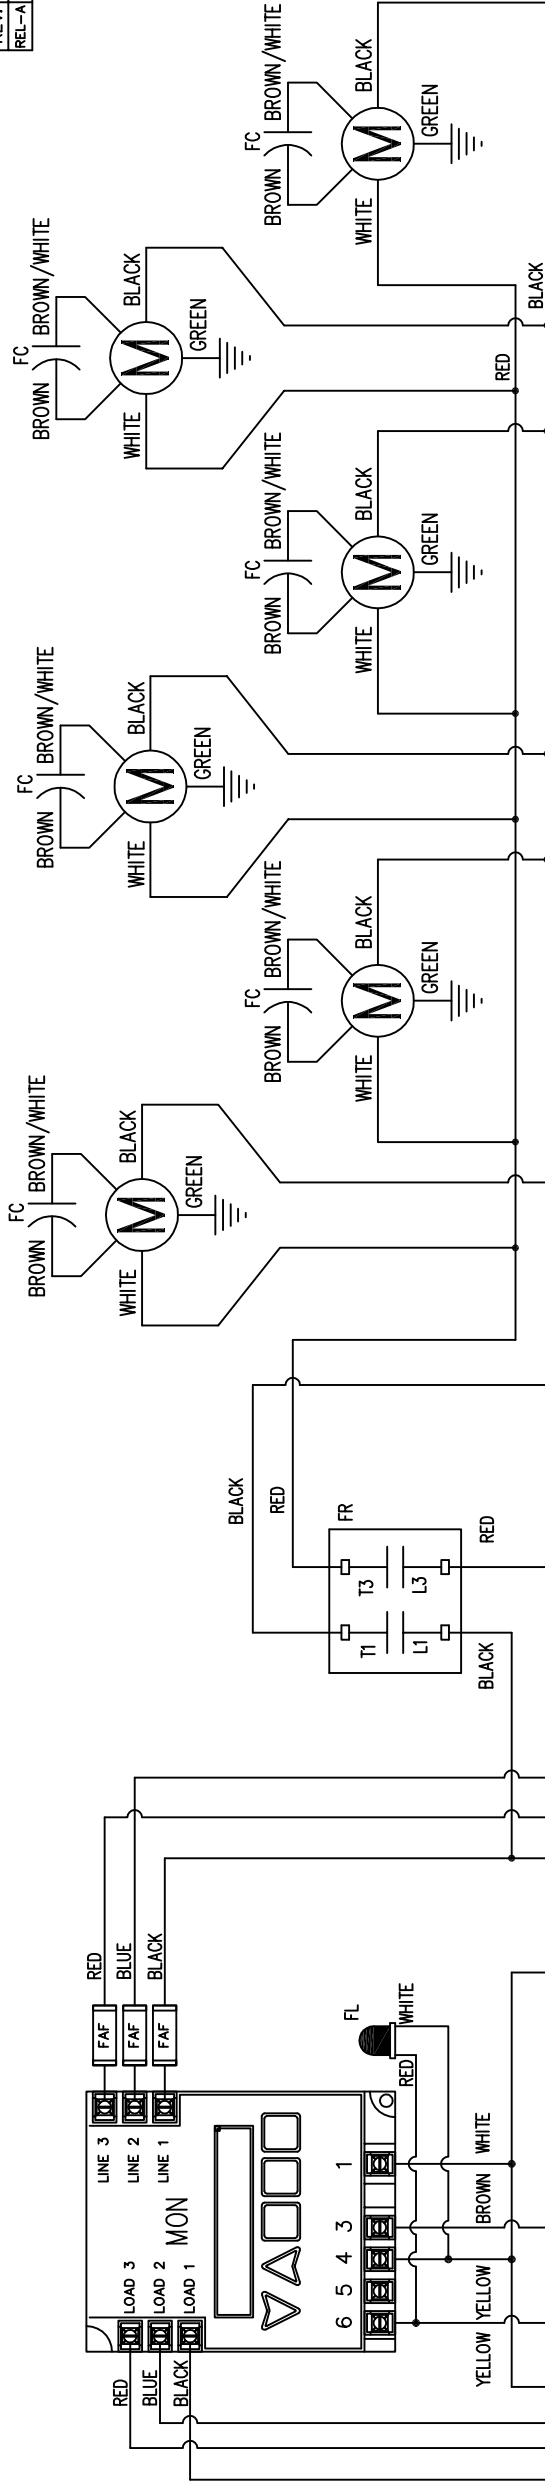 REL-A
BROWN
FC
BROWN/WHITE
WHITE
M
BLACK
GREEN
BROWN
FC
BROWN/WHITE
WHITE
M
BLACK
GREEN
BLACK
RED
BROWN
FC
BROWN/WHITE
WHITE
M
BLACK
GREEN
BROWN
FC
BROWN/WHITE
WHITE
M
BLACK
GREEN
BROWN
FC
BROWN/WHITE
WHITE
M
BLACK
GREEN
BROWN
FC
BROWN/WHITE
WHITE
M
BLACK
GREEN
BLACK
RED
FR
T1
T3
L1
L3
BLACK
RED
RED
BLUE
BLACK
FAF
FAF
FAF
LINE 3
LINE 2
LINE 1
MON
LOAD 3
LOAD 2
LOAD 1
RED
BLUE
BLACK
6
5
4
3
1
FL
RED
WHITE
YELLOW
YELLOW
BROWN
WHITE